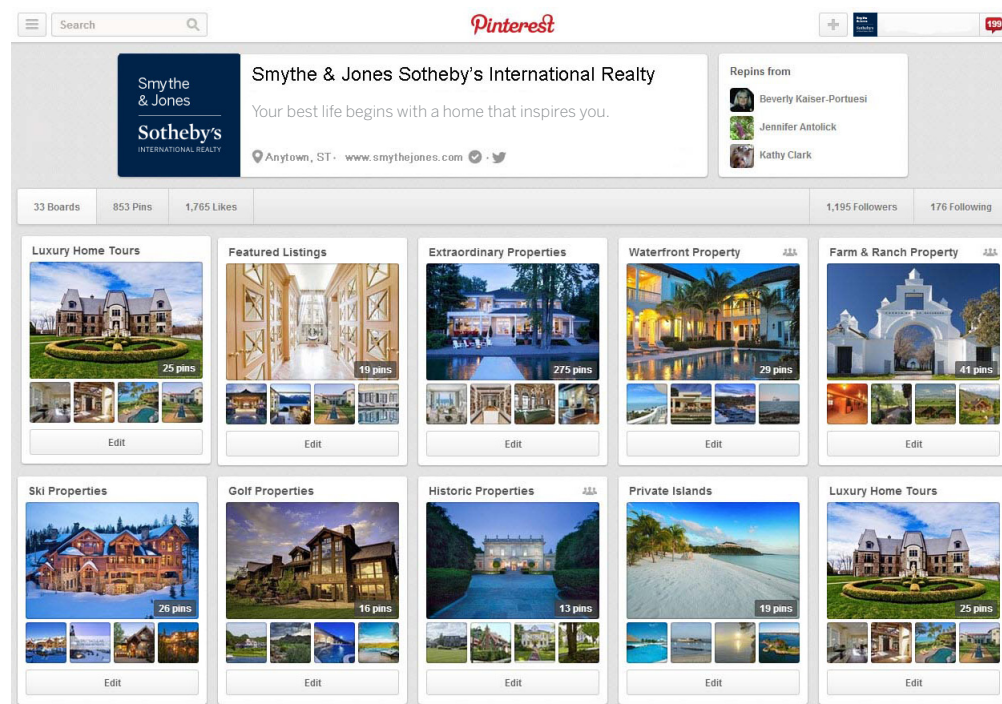 Search
Pinterest
199
Smythe
& Jones
Sotheby's
INTERNATIONAL REALTY
Smythe & Jones Sotheby's International Realty
Your best life begins with a home that inspires you.
Anytown, ST · www.smythejones.com ·
Repins from
Beverly Kaiser-Portuesi
Jennifer Antolick
Kathy Clark
33 Boards 853 Pins 1,765 Likes 1,195 Followers 176 Following
Luxury Home Tours
25 pins
Edit
Featured Listings
19 pins
Edit
Extraordinary Properties
275 pins
Edit
Waterfront Property
29 pins
Edit
Farm & Ranch Property
41 pins
Edit
Ski Properties
26 pins
Edit
Golf Properties
16 pins
Edit
Historic Properties
13 pins
Edit
Private Islands
19 pins
Edit
Luxury Home Tours
25 pins
Edit